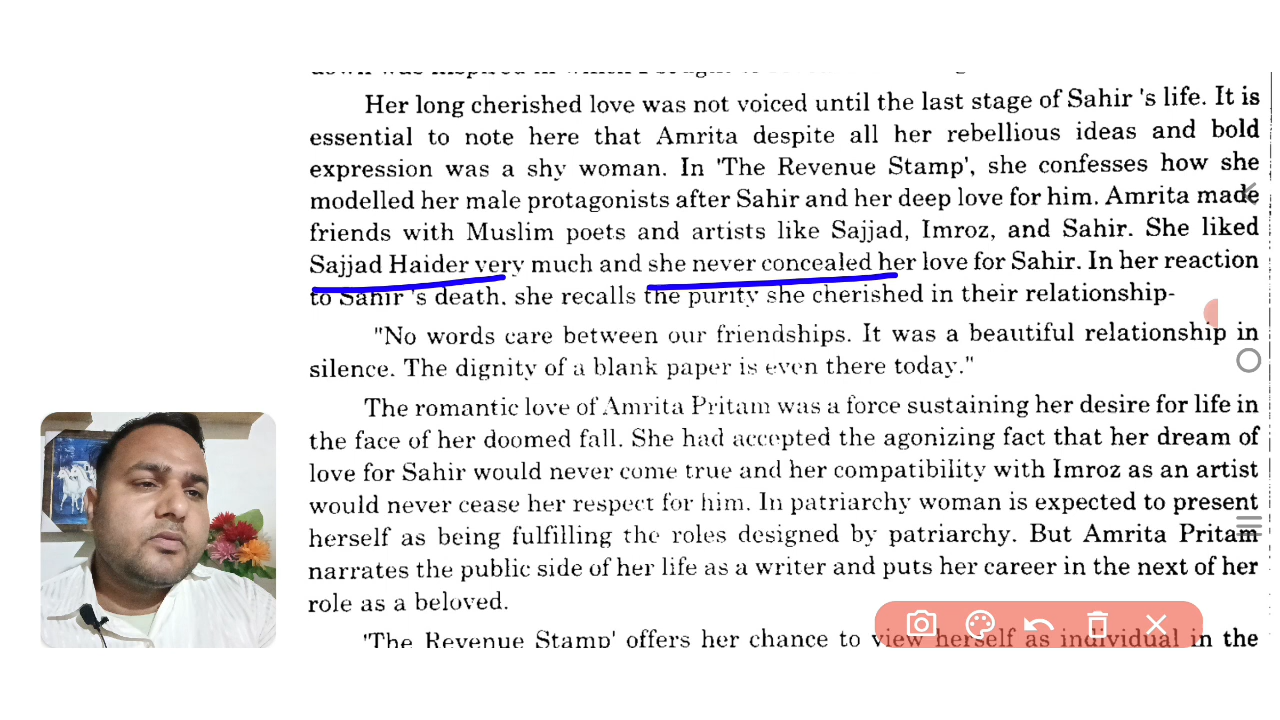 Her long cherished love was not voiced until the last stage of Sahir 's life. It is
essential to note here that Amrita despite all her rebellious ideas and bold
expression was a shy woman. In 'The Revenue Stamp', she confesses how she
modelled her male protagonists after Sahir and her deep love for him. Amrita made
friends with Muslim poets and artists like Sajjad, Imroz, and Sahir. She liked
Sajjad Haider very much and she never concealed her love for Sahir. In her reaction
to Sahir 's death, she recalls the purity she cherished in their relationship-
"No words care between our friendships. It was a beautiful relationship in
silence. The dignity of a blank paper is even there today."
The romantic love of Amrita Pritam was a force sustaining her desire for life in
the face of her doomed fall. She had accepted the agonizing fact that her dream of
love for Sahir would never come true and her compatibility with Imroz as an artist
would never cease her respect for him. In patriarchy woman is expected to present
herself as being fulfilling the roles designed by patriarchy. But Amrita Pritam
narrates the public side of her life as a writer and puts her career in the next of her
role as a beloved.
'The Revenue Stamp' offers her chance to view herself as individual in the